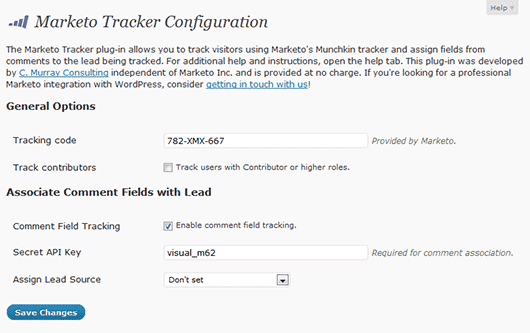 Help
Marketo Tracker Configuration
The Marketo Tracker plug-in allows you to track visitors using Marketo's Munchkin tracker and assign fields from
comments to the lead being tracked. For additional help and instructions, open the help tab. This plug-in was developed
by C. Murray Consulting independent of Marketo Inc. and is provided at no charge. If you're looking for a professional
Marketo integration with WordPress, consider getting in touch with us!
General Options
Tracking code 782-XMX-667 Provided by Marketo.
Track contributors Track users with Contributor or higher roles.
Associate Comment Fields with Lead
Comment Field Tracking Enable comment field tracking.
Secret API Key visual_m62 Required for comment association.
Assign Lead Source Don't set
Save Changes